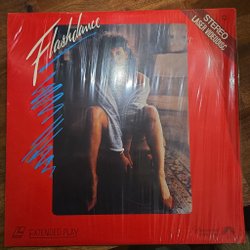 Flashdance
STEREO
LASER VIDEODISC
EXTENDED PLAY